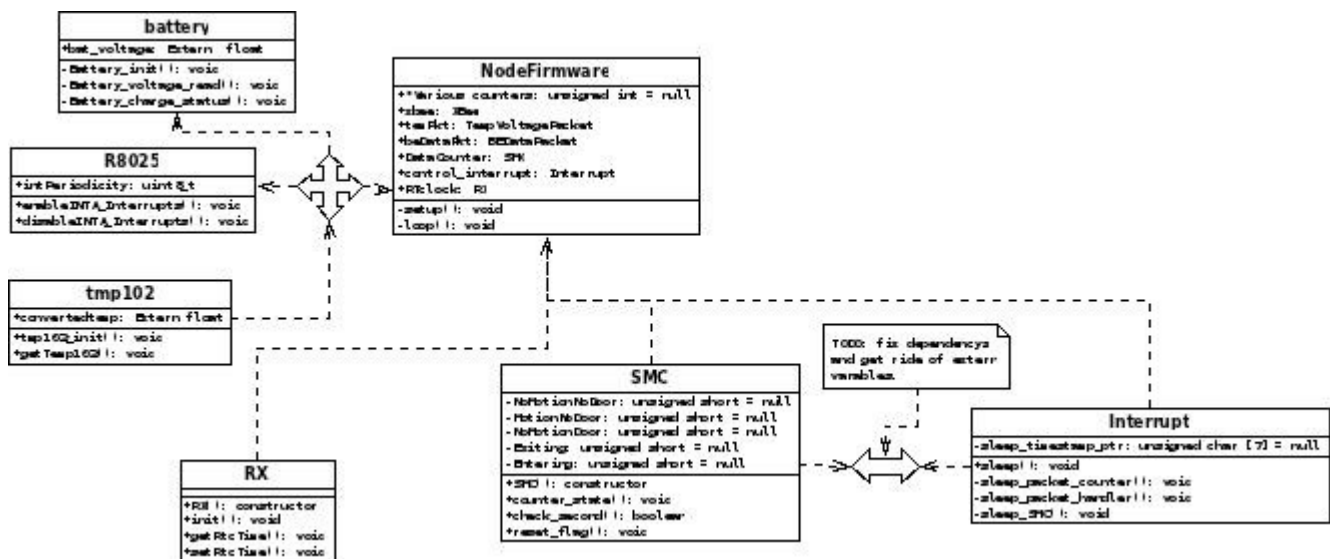 battery
+bat_voltage: Extern float
-Battery_init(): void
-Battery_voltage_read(): void
-Battery_charge_status(): void
NodeFirmware
+**Various counters: unsigned int = null
+xbee: XBee
+temPkt: TempVoltagePacket
+beDataPkt: BEDataPacket
+DataCounter: SMC
+control_interrupt: Interrupt
+RTclock: RX
-setup(): void
-loop(): void
R8025
+intPeriodicity: uint8_t
+enableINTA_Interrupts(): void
+disableINTA_Interrupts(): void
tmp102
+convertedtemp: Extern float
+tmp102_init(): void
+getTemp102(): void
TODO: fix dependencys
and get ride of extern
variables.
SMC
-NoMotionNoDoor: unsigned short = null
-MotionNoDoor: unsigned short = null
-NoMotionDoor: unsigned short = null
-Exiting: unsigned short = null
-Entering: unsigned short = null
+SMC(): constructor
+counter_state(): void
+check_second(): boolean
+reset_flag(): void
Interrupt
-sleep_timestamp_ptr: unsigned char [7] = null
+sleep(): void
-sleep_packet_counter(): void
-sleep_packet_handler(): void
-sleep_SMC(): void
RX
+RX(): constructor
+init(): void
+getRtcTime(): void
+setRtcTime(): void